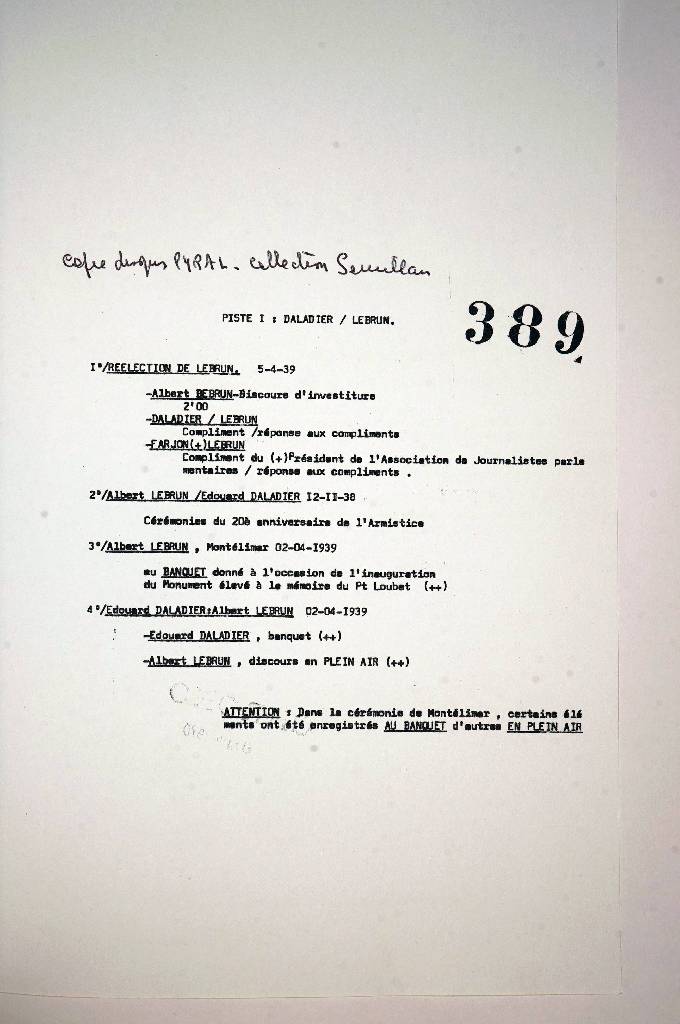 copie disques PYRAL - collection
389
PISTE I : DALADIER / LEBRUN.
I°/REELECTION DE LEBRUN. 5-4-39
-Albert BEBRUN-Discours d'investiture
2'00
-DALADIER / LEBRUN
Compliment /réponse aux compliments
-FARJON(+)LEBRUN
Compliment du (+)Président de l'Association de Journalistes parle
mentaires / réponse aux compliments .
2°/Albert LEBRUN /Edouard DALADIER I2-II-38
Cérémonies du 20è anniversaire de l'Armistice
3°/Albert LEBRUN , Montélimar 02-04-I939
au BANQUET donné à l'occasion de l'inauguration
du Monument élevé à la mémoire du Pt Loubet (++)
4°/Edouard DALADIER:Albert LEBRUN 02-04-I939
-Edouard DALADIER , banquet (++)
-Albert LEBRUN , discours en PLEIN AIR (++)
ATTENTION : Dans la cérémonie de Montélimar , certains élé
ments ont été enregistrés AU BANQUET d'autres EN PLEIN AIR